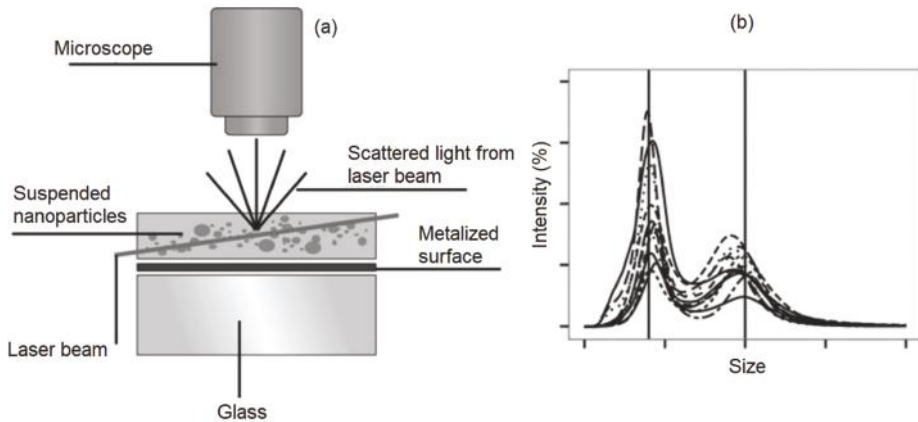 (a)
Microscope
Scattered light from
laser beam
Suspended
nanoparticles
Metalized
surface
Laser beam
Glass
(b)
Intensity (%)
Size